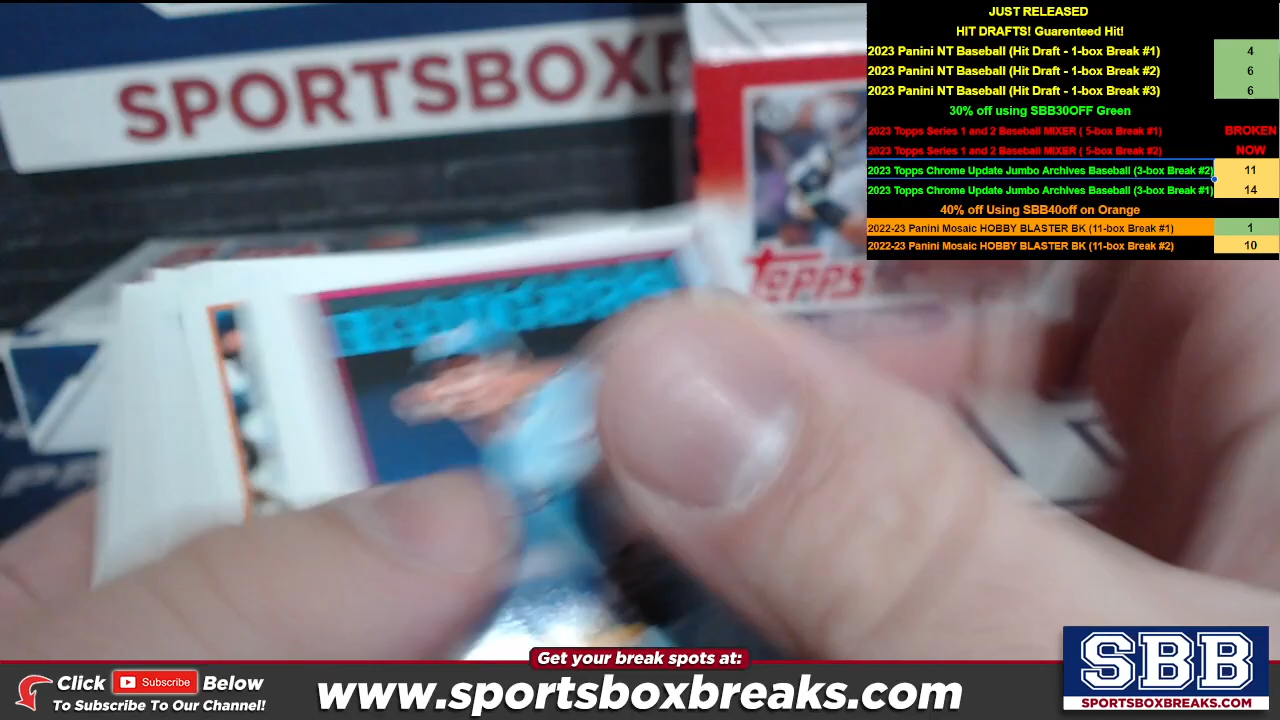 JUST RELEASED
HIT DRAFTS! Guarenteed Hit!
2023 Panini NT Baseball (Hit Draft - 1-box Break #1) 4
2023 Panini NT Baseball (Hit Draft - 1-box Break #2) 6
2023 Panini NT Baseball (Hit Draft - 1-box Break #3) 6
30% off using SBB30OFF Green
2023 Topps Series 1 and 2 Baseball MIXER ( 5-box Break #1) BROKEN
2023 Topps Series 1 and 2 Baseball MIXER ( 5-box Break #2) NOW
2023 Topps Chrome Update Jumbo Archives Baseball (3-box Break #2) 11
2023 Topps Chrome Update Jumbo Archives Baseball (3-box Break #1) 14
40% off Using SBB40off on Orange
2022-23 Panini Mosaic HOBBY BLASTER BK (11-box Break #1) 1
2022-23 Panini Mosaic HOBBY BLASTER BK (11-box Break #2) 10
SPORTSBOX
TOPPS
Get your break spots at:
Click Subscribe Below
To Subscribe To Our Channel!
www.sportsboxbreaks.com
SBB
SPORTSBOXBREAKS.COM